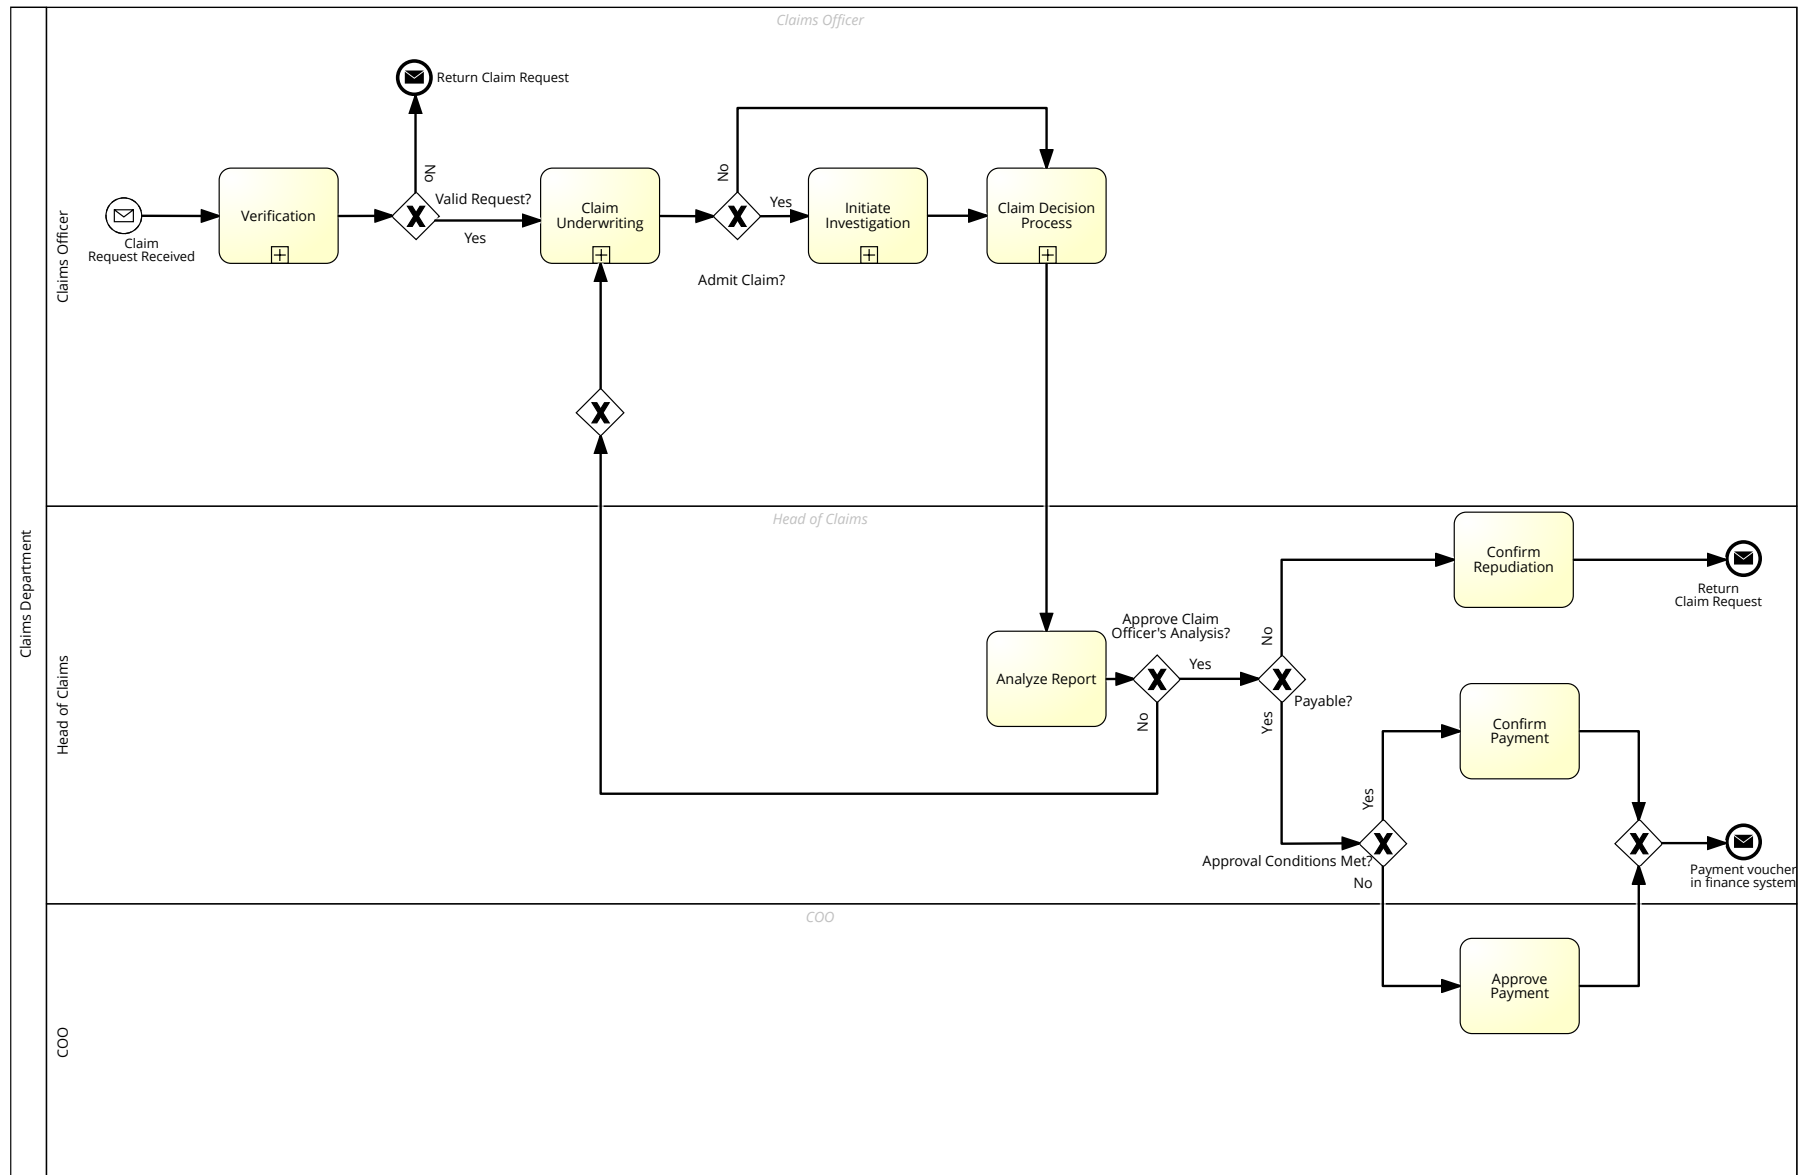 Claims Officer
Return Claim Request
No
Valid Request?
Yes
Claim
Request Received
Verification
Claim
Underwriting
No
Yes
Admit Claim?
Initiate
Investigation
Claim Decision
Process
Claims Officer
Claims Department
Head of Claims
Confirm
Repudiation
Return
Claim Request
Approve Claim
Officer's Analysis?
No
Yes
Analyze Report
Payable?
No
Yes
Head of Claims
Confirm
Payment
Yes
Approval Conditions Met?
No
Payment voucher
in finance system
COO
Approve
Payment
COO